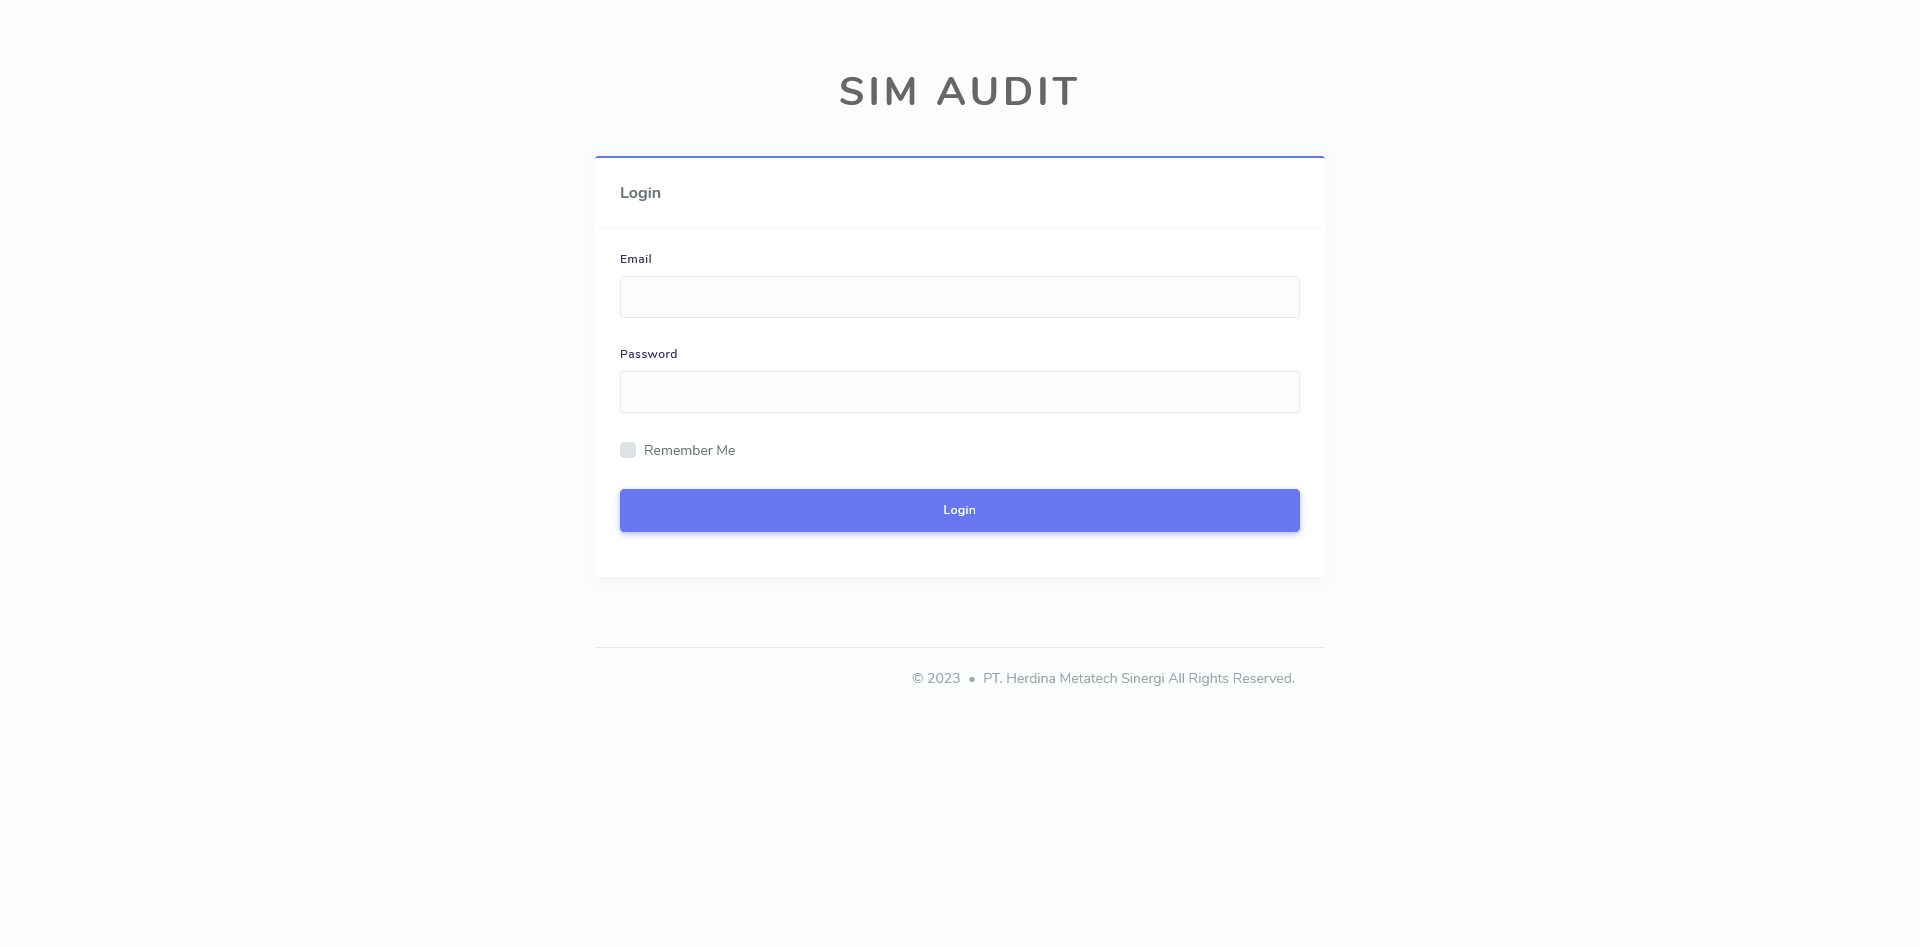 SIM AUDIT
Login
Email
Password
Remember Me
Login
© 2023 • PT. Herdina Metatech Sinergi All Rights Reserved.